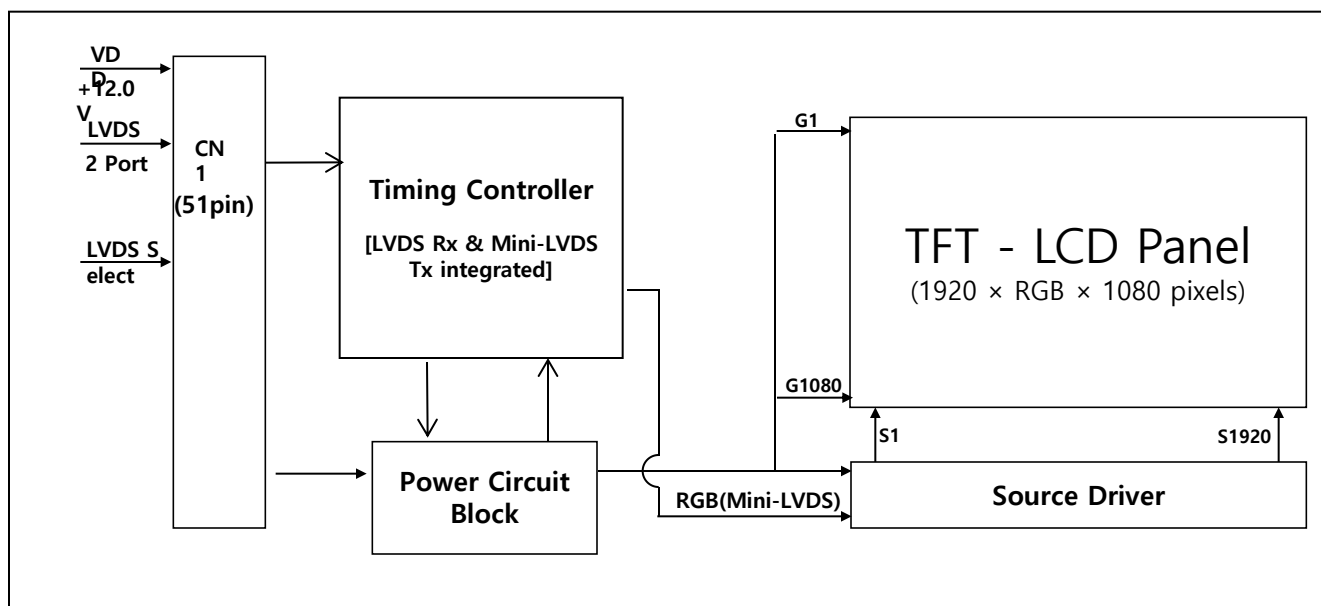 VD
D
+12.0
V
LVDS
2 Port
LVDS S
elect
CN
1
(51pin)
Timing Controller
[LVDS Rx & Mini-LVDS
Tx integrated]
Power Circuit
Block
RGB(Mini-LVDS)
G1
G1080
TFT - LCD Panel
(1920 × RGB × 1080 pixels)
S1
S1920
Source Driver